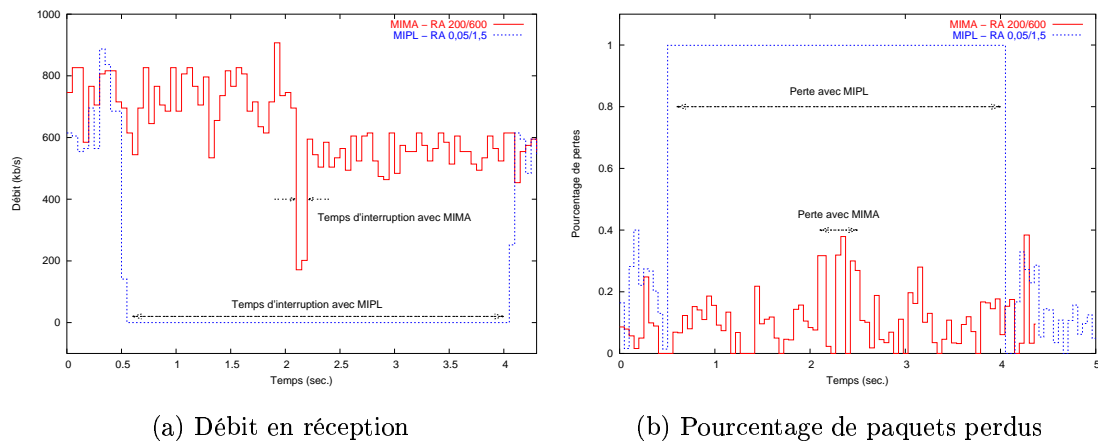 MIMA – RA 200/600
MIPL – RA 0,05/1,5
1000
800
600
400
200
0
Débit (kb/s)
Temps d'interruption avec MIMA
Temps d'interruption avec MIPL
0 0.5 1 1.5 2 2.5 3 3.5 4
Temps (sec.)
(a) Débit en réception
MIMA – RA 200/600
MIPL – RA 0,05/1,5
1
0.8
0.6
0.4
0.2
0
Pourcentage de pertes
Perte avec MIPL
Perte avec MIMA
0 1 2 3 4 5
Temps (sec.)
(b) Pourcentage de paquets perdus